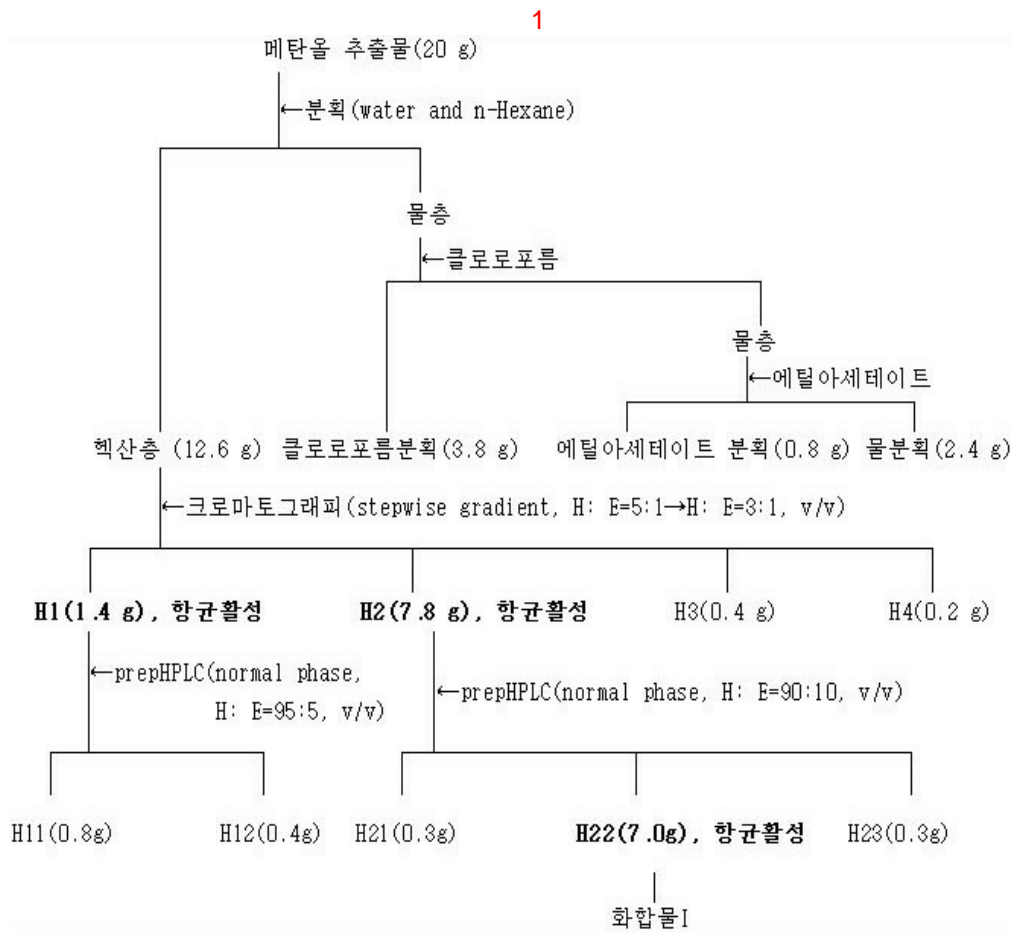 1
메탄올 추출물(20 g)
←분획(water and n-Hexane)
물층
←클로로포름
물층
←에틸아세테이트
헥산층 (12.6 g) 클로로포름분획(3.8 g) 에틸아세테이트 분획(0.8 g) 물분획(2.4 g)
←크로마토그래피(stepwise gradient, H: E=5:1→H: E=3:1, v/v)
H1(1.4 g), 항균활성 H2(7.8 g), 항균활성 H3(0.4 g) H4(0.2 g)
←prepHPLC(normal phase,
H: E=95:5, v/v)
←prepHPLC(normal phase, H: E=90:10, v/v)
H11(0.8g) H12(0.4g) H21(0.3g) H22(7.0g), 항균활성 H23(0.3g)
화합물I